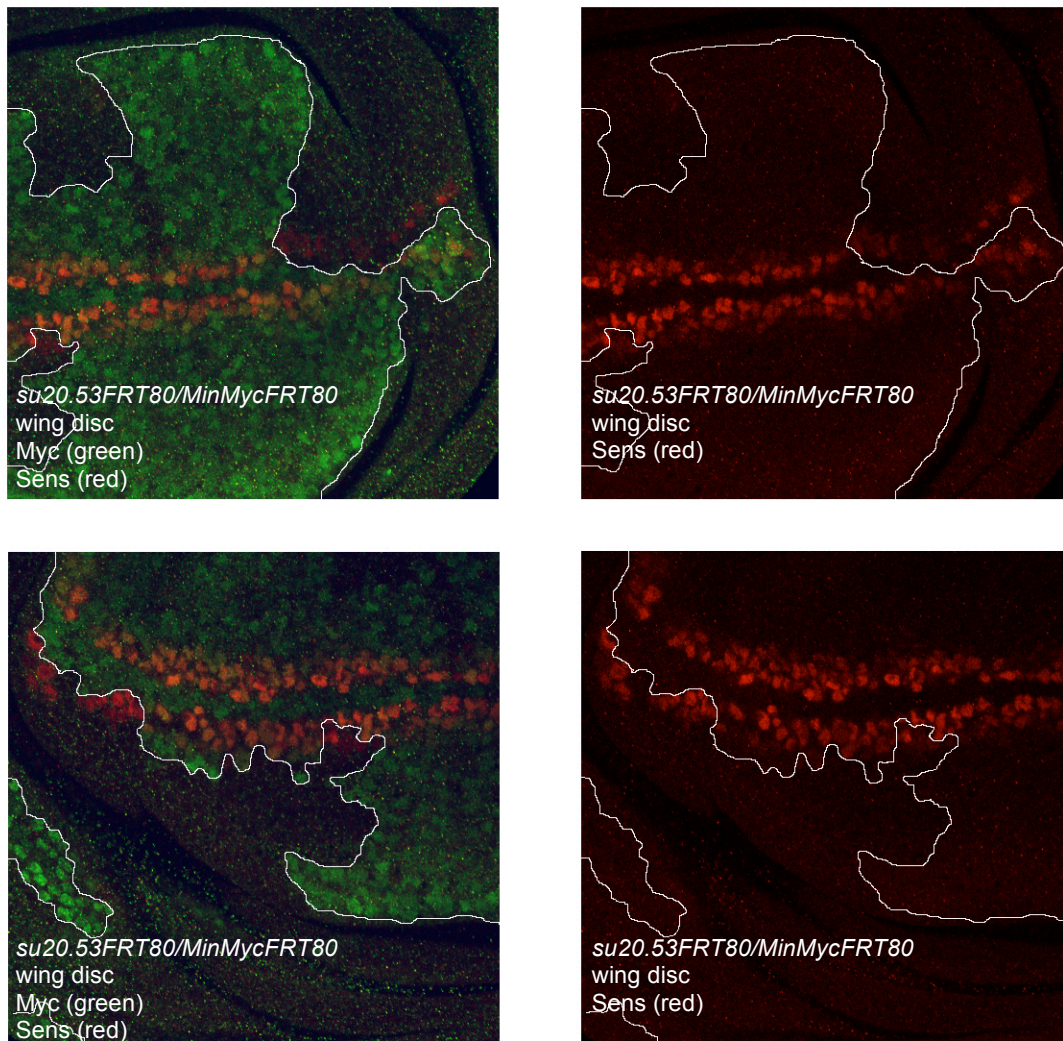 su20.53FRT80/MinMycFRT80
wing disc
Myc (green)
Sens (red)
su20.53FRT80/MinMycFRT80
wing disc
Sens (red)
su20.53FRT80/MinMycFRT80
wing disc
Myc (green)
Sens (red)
su20.53FRT80/MinMycFRT80
wing disc
Sens (red)